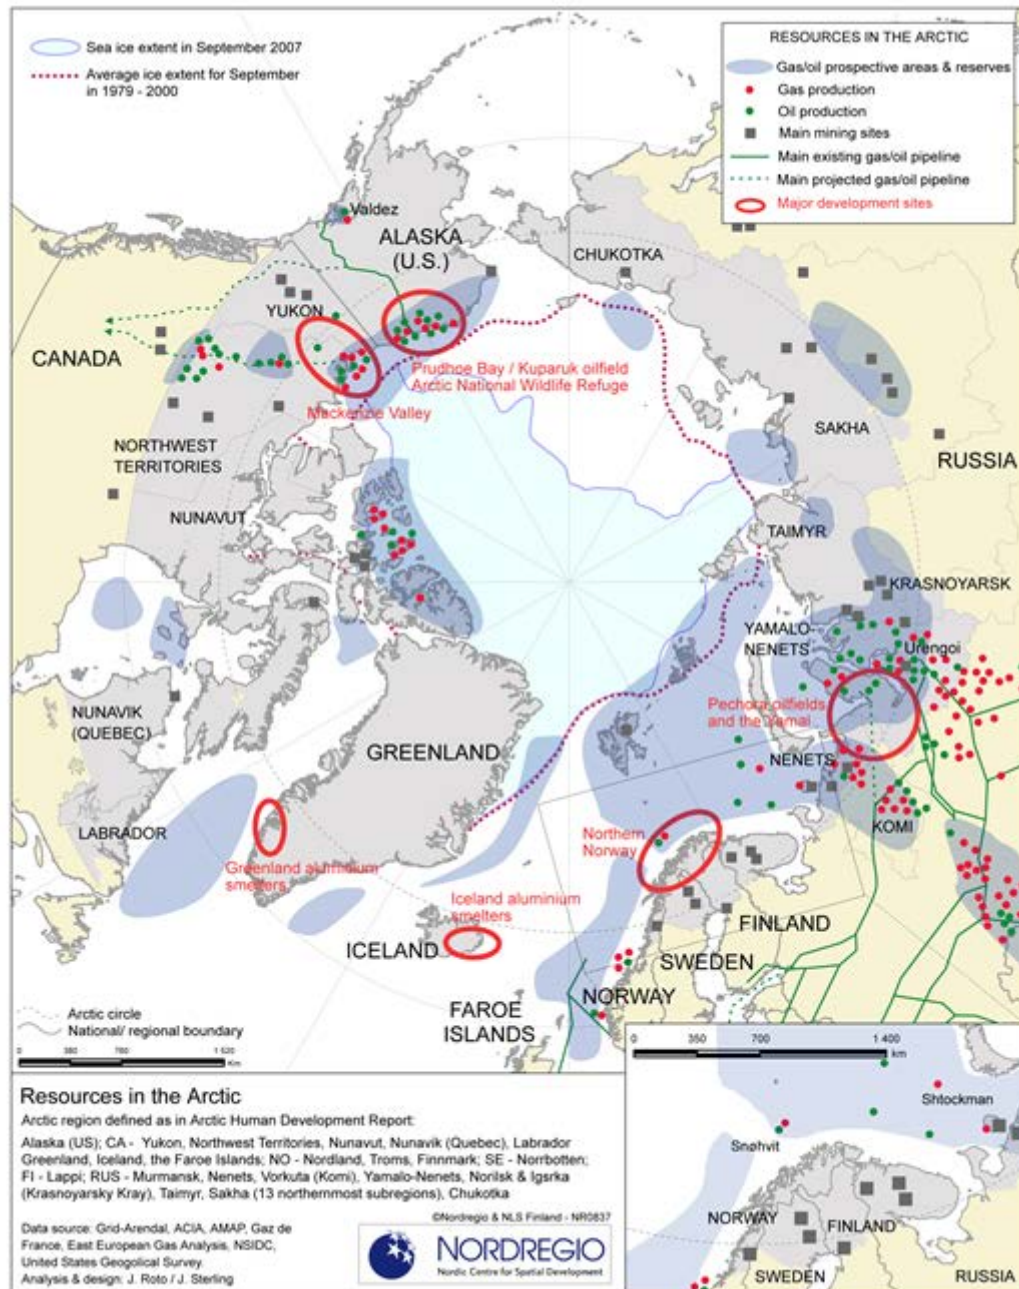 Sea ice extent in September 2007
Average ice extent for September
in 1979 - 2000
RESOURCES IN THE ARCTIC
Gas/oil prospective areas & reserves
Gas production
Oil production
Main mining sites
Main existing gas/oil pipeline
Main projected gas/oil pipeline
Major development sites
Valdez
ALASKA
(U.S.)
CHUKOTKA
YUKON
CANADA
Prudhoe Bay / Kuparuk oilfield
Arctic National Wildlife Refuge
Mackenzie Valley
NORTHWEST
TERRITORIES
SAKHA
RUSSIA
NUNAVUT
TAIMYR
KRASNOYARSK
YAMALO-
NENETS
Urengoi
NUNAVIK
(QUEBEC)
Pechora oilfields
and the Yamal
GREENLAND
NENETS
LABRADOR
KOMI
Northern
Norway
Greenland aluminium
smelters
Iceland aluminium
smelters
FINLAND
ICELAND
SWEDEN
NORWAY
FAROE
ISLANDS
Arctic circle
National/ regional boundary
0 380 760 1 520
Km
0 350 700 1 400
km
Shtockman
Snøhvit
NORWAY
FINLAND
SWEDEN
RUSSIA
Resources in the Arctic
Arctic region defined as in Arctic Human Development Report:
Alaska (US); CA - Yukon, Northwest Territories, Nunavut, Nunavik (Quebec), Labrador
Greenland, Iceland, the Faroe Islands; NO - Nordland, Troms, Finnmark; SE - Norrbotten;
FI - Lappi; RUS - Murmansk, Nenets, Vorkuta (Komi), Yamalo-Nenets, Norilsk & Igsrka
(Krasnoyarsky Kray), Taimyr, Sakha (13 northernmost subregions), Chukotka
©Nordregio & NLS Finland - NR0837
Data source: Grid-Arendal, ACIA, AMAP, Gaz de
France, East European Gas Analysis, NSIDC,
United States Geogolical Survey.
Analysis & design: J. Roto / J. Sterling
NORDREGIO
Nordic Centre for Spatial Development